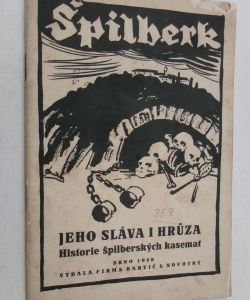 Špilberk
JEHO SLÁVA I HRŮZA
Historie špilberských kasemat
BRNO 1928
VYDALA FIRMA BARVIČ & NOVOTNÝ